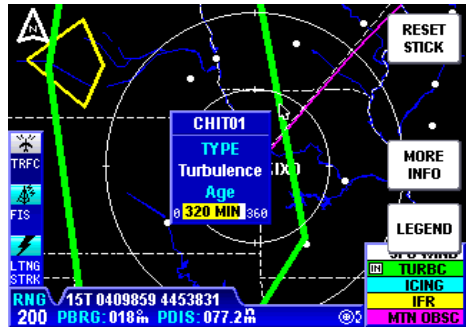 N
RESET
STICK
CHIT01
TYPE
Turbulence
Age
0 320 MIN 360
TRFC
FIS
LTNG
STRK
MORE
INFO
LEGEND
IN TURBC
ICING
IFR
MTN OBSC
RNG 15T 0409859 4453831
200 PBRG:018°m PDIS:077.2nm